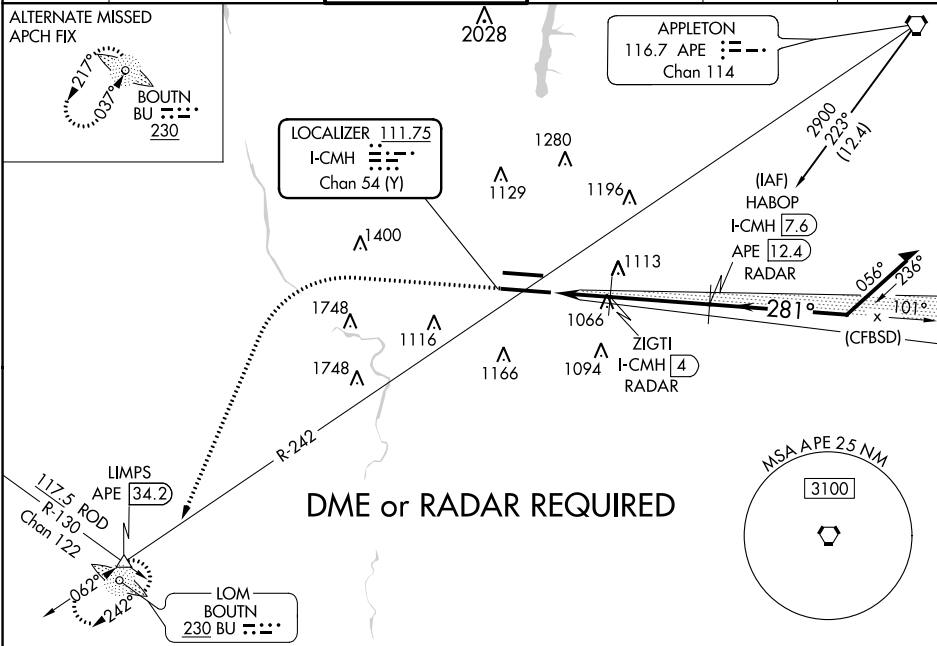 ALTERNATE MISSED
APCH FIX
217°
037°
BOUTN
BU
230
2028
APPLETON
116.7 APE
Chan 114
2900
223°
(12.4)
LOCALIZER 111.75
I-CMH
Chan 54 (Y)
1280
1129
1196
(IAF)
HABOP
I-CMH 7.6
APE 12.4
RADAR
1400
1113
056°
236°
281°
101°
x
(CFBSD)
1748
1116
1066
ZIGTI
I-CMH 4
RADAR
1748
1166
1094
R-242
MSA APE 25 NM
3100
LIMPS
APE 34.2
117.5 ROD
R-130
Chan 122
DME or RADAR REQUIRED
062°
242°
LOM
BOUTN
230 BU